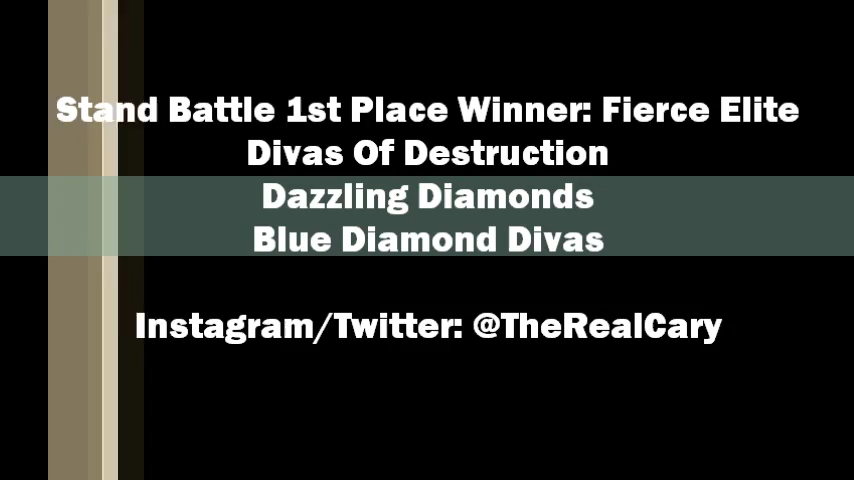 Stand Battle 1st Place Winner: Fierce Elite
Divas Of Destruction
Dazzling Diamonds
Blue Diamond Divas
Instagram/Twitter: @TheRealCary